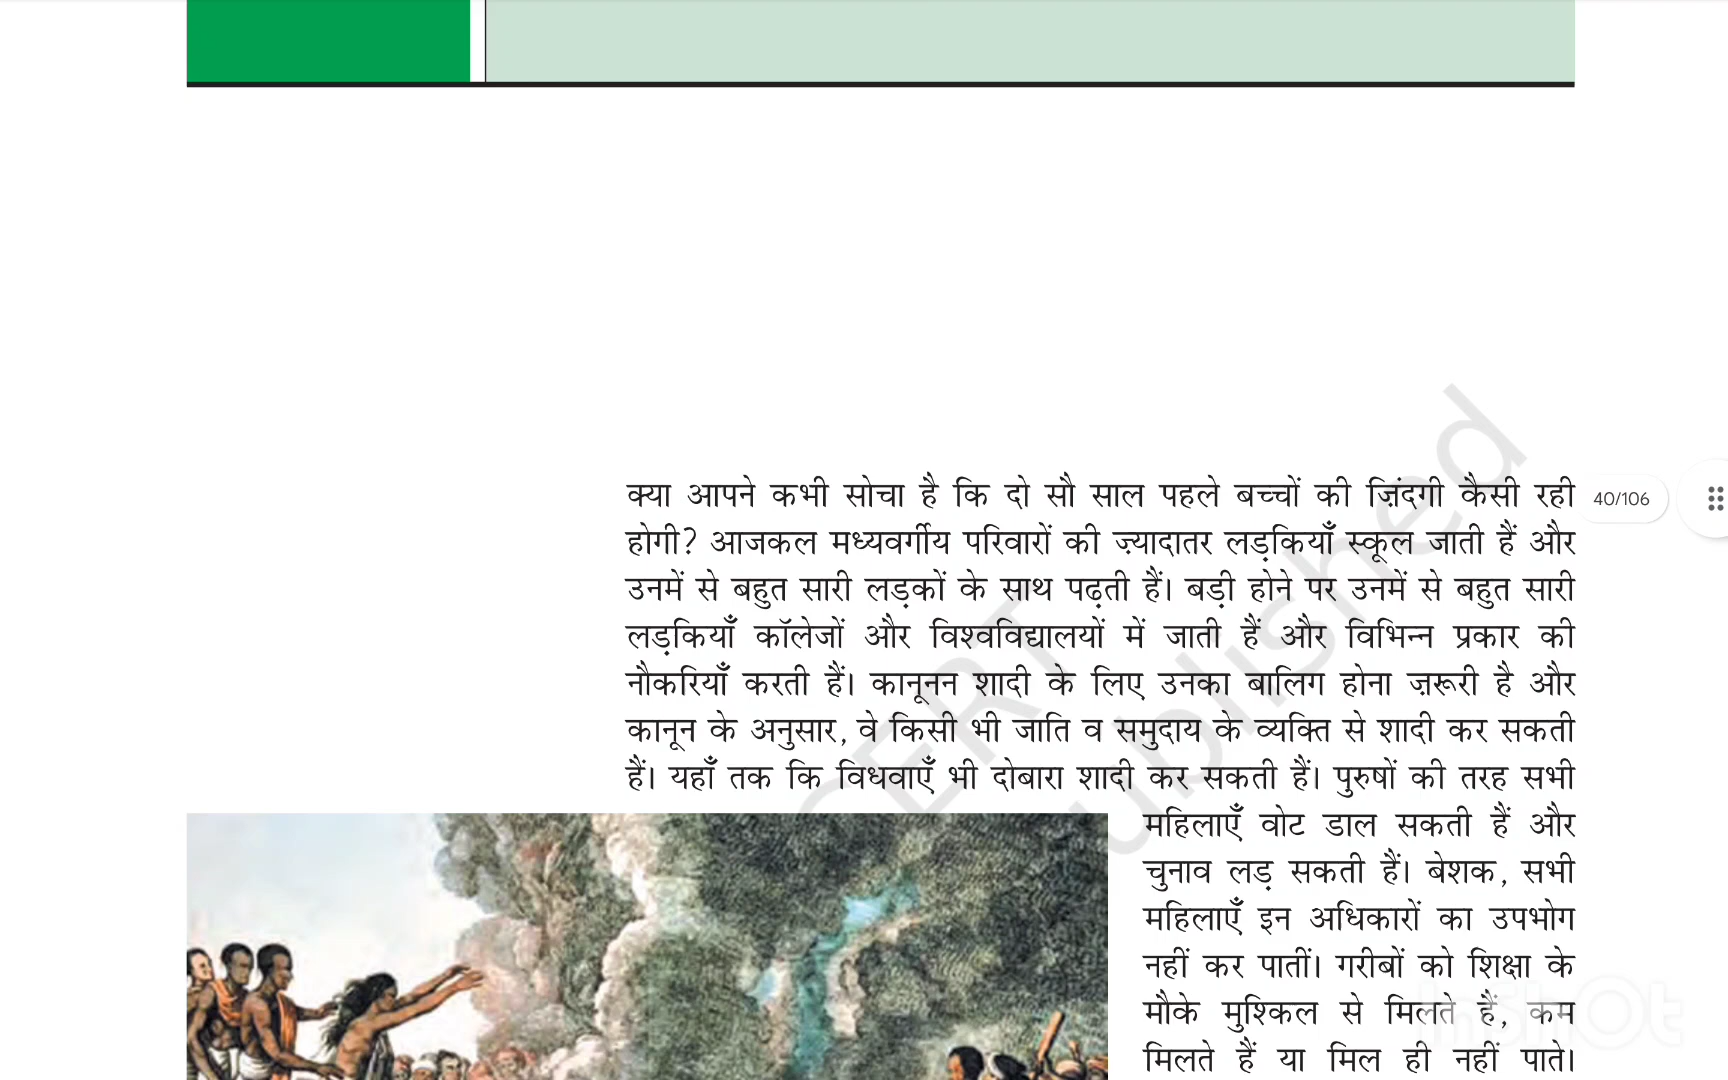 क्या आपने कभी सोचा है कि दो सौ साल पहले बच्चों की ज़िंदगी कैसी रही
40/106
होगी? आजकल मध्यवर्गीय परिवारों की ज़्यादातर लड़कियाँ स्कूल जाती हैं और
उनमें से बहुत सारी लड़कों के साथ पढ़ती हैं। बड़ी होने पर उनमें से बहुत सारी
लड़कियाँ कॉलेजों और विश्वविद्यालयों में जाती हैं और विभिन्न प्रकार की
नौकरियाँ करती हैं। कानूनन शादी के लिए उनका बालिग होना ज़रूरी है और
कानून के अनुसार, वे किसी भी जाति व समुदाय के व्यक्ति से शादी कर सकती
हैं। यहाँ तक कि विधवाएँ भी दोबारा शादी कर सकती हैं। पुरुषों की तरह सभी
महिलाएँ वोट डाल सकती हैं और
चुनाव लड़ सकती हैं। बेशक, सभी
महिलाएँ इन अधिकारों का उपभोग
नहीं कर पातीं। गरीबों को शिक्षा के
मौके मुश्किल से मिलते हैं, कम
मिलते हैं या मिल ही नहीं पाते।
InShOt